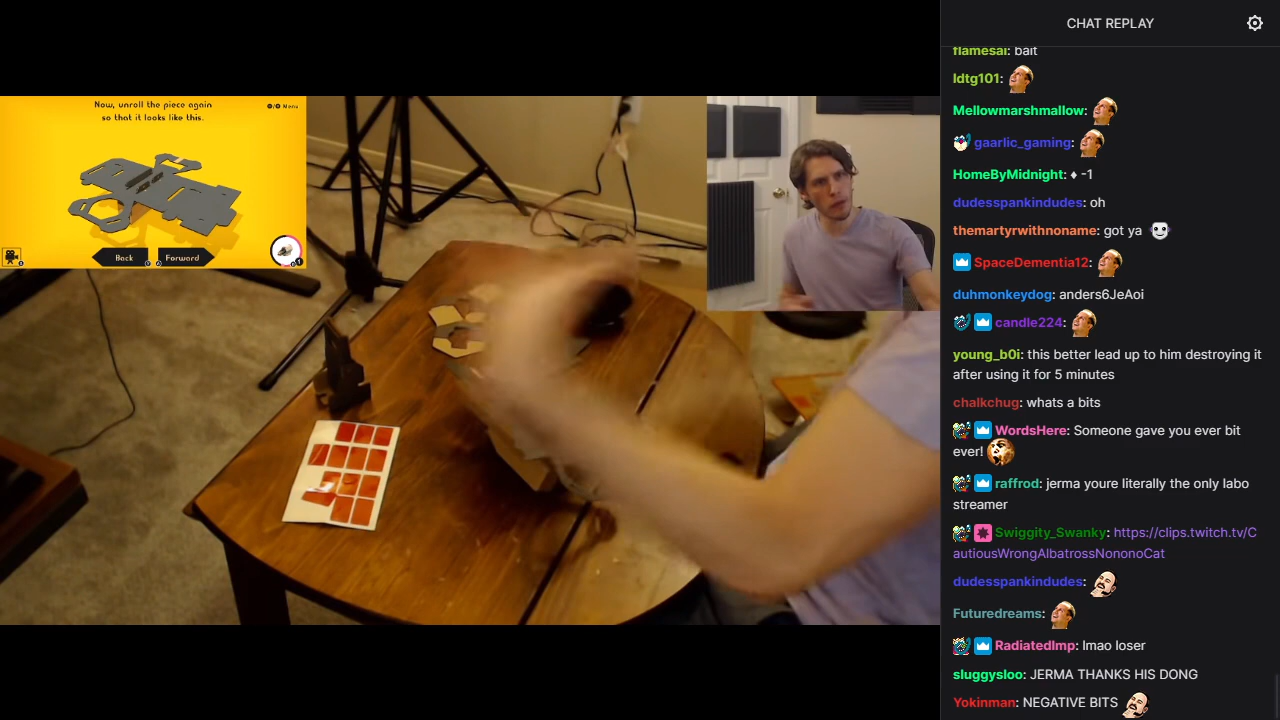 Now, unroll the piece again
so that it looks like this.
Menu
Back
Forward
CHAT REPLAY
flamesai: bait
ldtg101:
Mellowmarshmallow:
gaarlic_gaming:
HomeByMidnight: ♦ -1
dudesspankindudes: oh
themartyrwithnoname: got ya
SpaceDementia12:
duhmonkeydog: anders6JeAoi
candle224:
young_b0i: this better lead up to him destroying it
after using it for 5 minutes
chalkchug: whats a bits
WordsHere: Someone gave you ever bit
ever!
raffrod: jerma youre literally the only labo
streamer
Swiggity_Swanky: https://clips.twitch.tv/C
autiousWrongAlbatrossNononoCat
dudesspankindudes:
Futuredreams:
RadiatedImp: lmao loser
sluggysloo: JERMA THANKS HIS DONG
Yokinman: NEGATIVE BITS